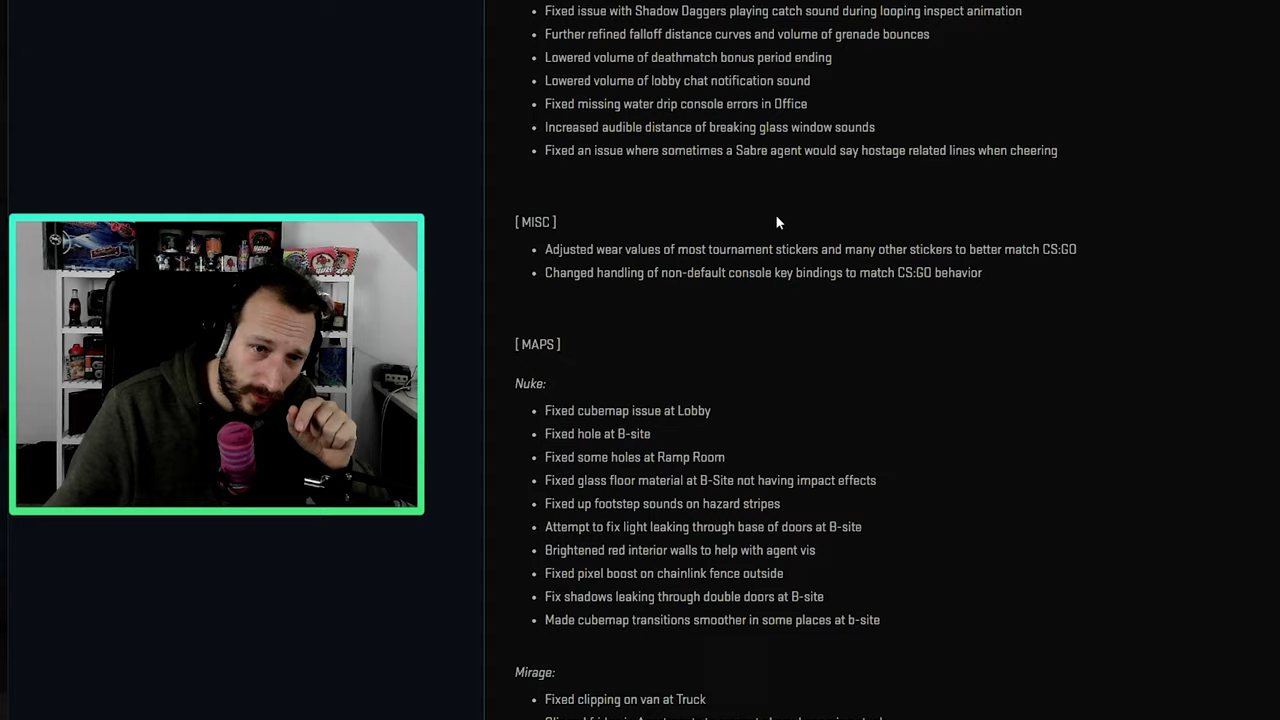 Fixed issue with Shadow Daggers playing catch sound during looping inspect animation
Further refined falloff distance curves and volume of grenade bounces
Lowered volume of deathmatch bonus period ending
Lowered volume of lobby chat notification sound
Fixed missing water drip console errors in Office
Increased audible distance of breaking glass window sounds
Fixed an issue where sometimes a Sabre agent would say hostage related lines when cheering
[ MISC ]
Adjusted wear values of most tournament stickers and many other stickers to better match CS:GO
Changed handling of non-default console key bindings to match CS:GO behavior
[ MAPS ]
Nuke:
Fixed cubemap issue at Lobby
Fixed hole at B-site
Fixed some holes at Ramp Room
Fixed glass floor material at B-Site not having impact effects
Fixed up footstep sounds on hazard stripes
Attempt to fix light leaking through base of doors at B-site
Brightened red interior walls to help with agent vis
Fixed pixel boost on chainlink fence outside
Fix shadows leaking through double doors at B-site
Made cubemap transitions smoother in some places at b-site
Mirage:
Fixed clipping on van at Truck